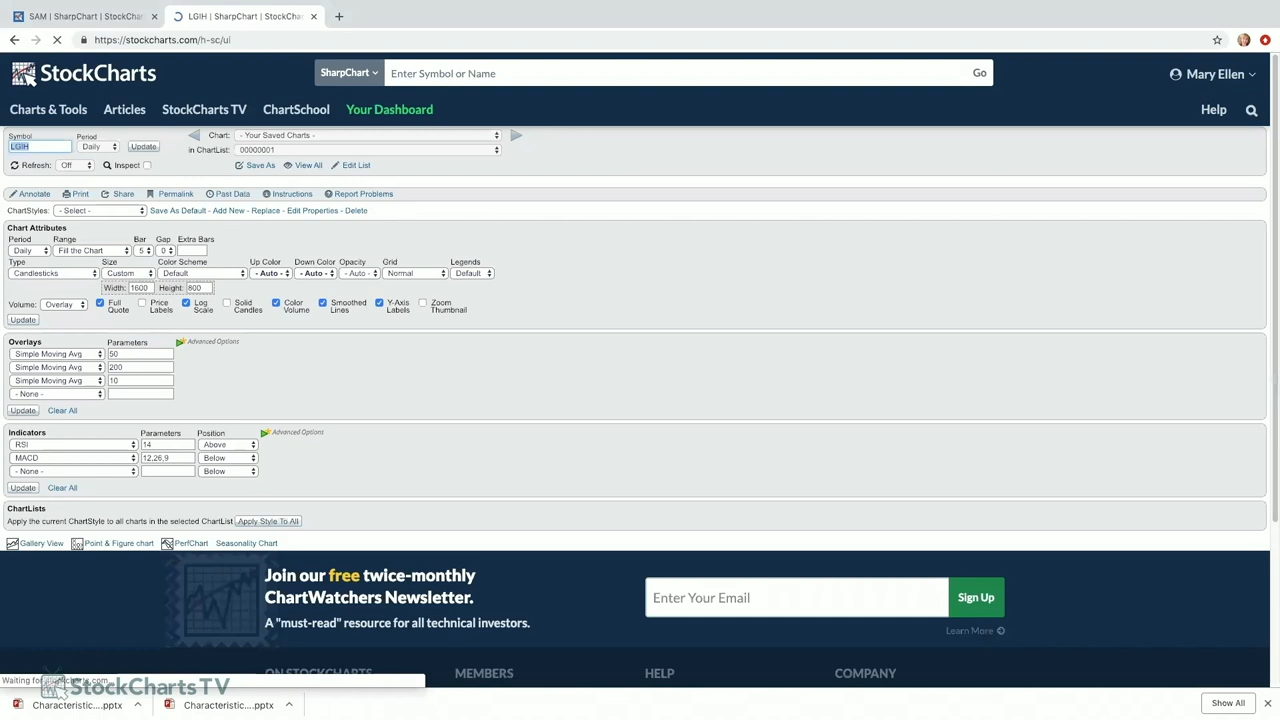 SAM | SharpChart | StockChar
LGIH | SharpChart | StockChar
https://stockcharts.com/h-sc/ui
StockCharts
SharpChart
Enter Symbol or Name
Go
Mary Ellen
Charts & Tools
Articles
StockCharts TV
ChartSchool
Your Dashboard
Help
Symbol
Period
LGIH
Daily
Update
Chart:
- Your Saved Charts -
in ChartList:
00000001
Refresh:
Off
Inspect
Save As
View All
Edit List
Annotate
Print
Share
Permalink
Past Data
Instructions
Report Problems
ChartStyles:
- Select -
Save As Default - Add New - Replace - Edit Properties - Delete
Chart Attributes
Period Range Bar Gap Extra Bars
Daily Fill the Chart 5 0
Type Size Color Scheme Up Color Down Color Opacity Grid Legends
Candlesticks Custom Default - Auto - - Auto - - Auto - Normal Default
Width: 1600 Height: 800
Volume: Overlay
Full Quote
Price Labels
Log Scale
Solid Candles
Color Volume
Smoothed Lines
Y-Axis Labels
Zoom Thumbnail
Update
Overlays Parameters Advanced Options
Simple Moving Avg 50
Simple Moving Avg 200
Simple Moving Avg 10
- None -
Update Clear All
Indicators Parameters Position Advanced Options
RSI 14 Above
MACD 12,26,9 Below
- None - Below
Update Clear All
ChartLists
Apply the current ChartStyle to all charts in the selected ChartList Apply Style To All
Gallery View Point & Figure chart PerfChart Seasonality Chart
Join our free twice-monthly
ChartWatchers Newsletter.
A "must-read" resource for all technical investors.
Enter Your Email
Sign Up
Learn More
ON STOCKCHARTS
MEMBERS
HELP
COMPANY
Waiting for
StockChartsTV
Characteristic....pptx
Characteristic....pptx
Show All